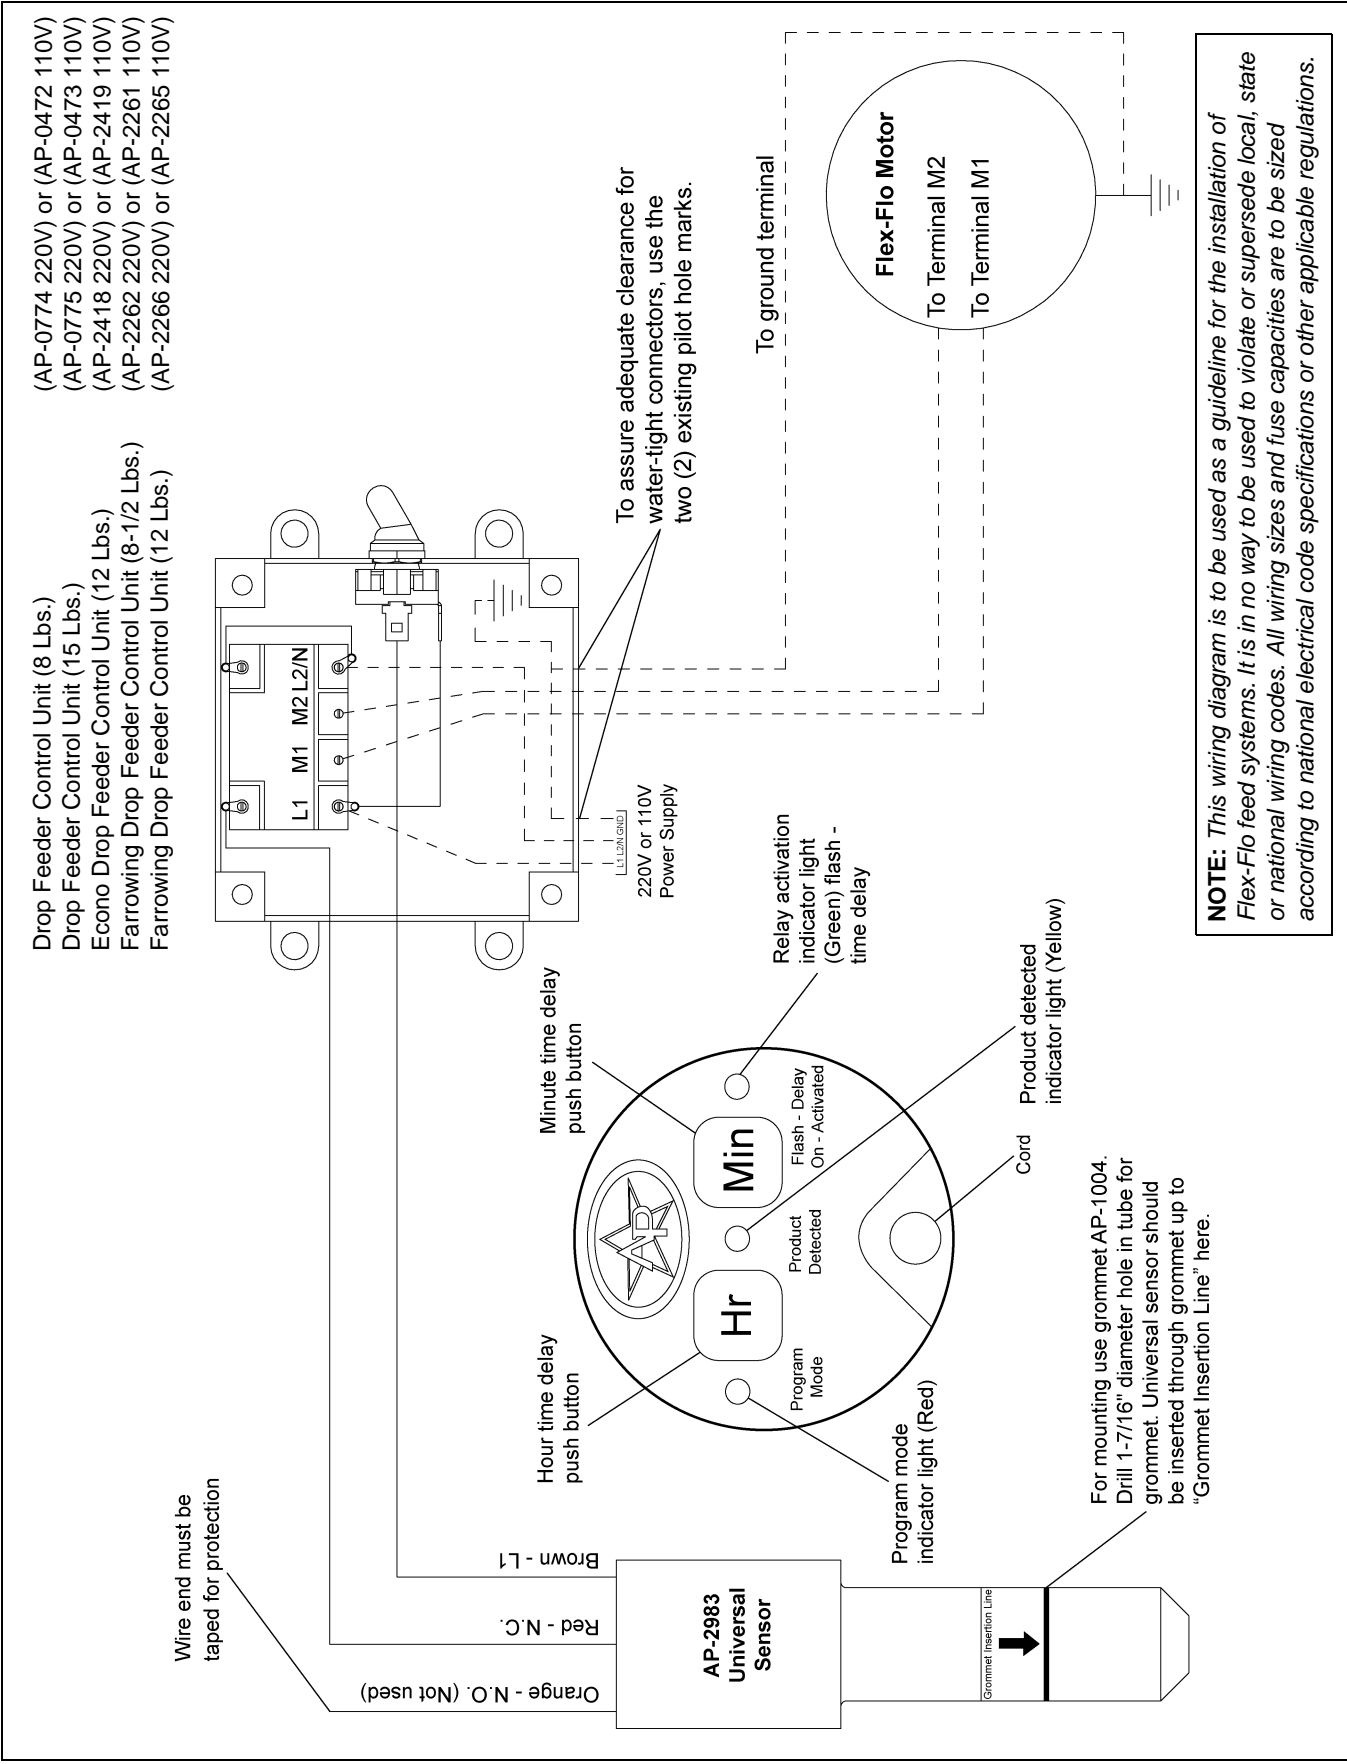 Drop Feeder Control Unit (8 Lbs.) (AP-0774 220V) or (AP-0472 110V)
Drop Feeder Control Unit (15 Lbs.) (AP-0775 220V) or (AP-0473 110V)
Econo Drop Feeder Control Unit (12 Lbs.) (AP-2418 220V) or (AP-2419 110V)
Farrowing Drop Feeder Control Unit (8-1/2 Lbs.) (AP-2262 220V) or (AP-2261 110V)
Farrowing Drop Feeder Control Unit (12 Lbs.) (AP-2266 220V) or (AP-2265 110V)
Wire end must be
taped for protection
L1 M1 M2 L2/N
To assure adequate clearance for
water-tight connectors, use the
two (2) existing pilot hole marks.
L1 L2/N GND
220V or 110V
Power Supply
To ground terminal
Flex-Flo Motor
To Terminal M2
To Terminal M1
Orange - N.O. (Not used)
Red - N.C.
Brown - L1
AP-2983
Universal
Sensor
Grommet Insertion Line
Hour time delay
push button
Minute time delay
push button
AP
Hr
Min
Program
Mode
Product
Detected
Flash - Delay
On - Activated
Relay activation
indicator light
(Green) flash -
time delay
Product detected
indicator light (Yellow)
Cord
Program mode
indicator light (Red)
For mounting use grommet AP-1004.
Drill 1-7/16" diameter hole in tube for
grommet. Universal sensor should
be inserted through grommet up to
“Grommet Insertion Line” here.
NOTE: This wiring diagram is to be used as a guideline for the installation of
Flex-Flo feed systems. It is in no way to be used to violate or supersede local, state
or national wiring codes. All wiring sizes and fuse capacities are to be sized
according to national electrical code specifications or other applicable regulations.